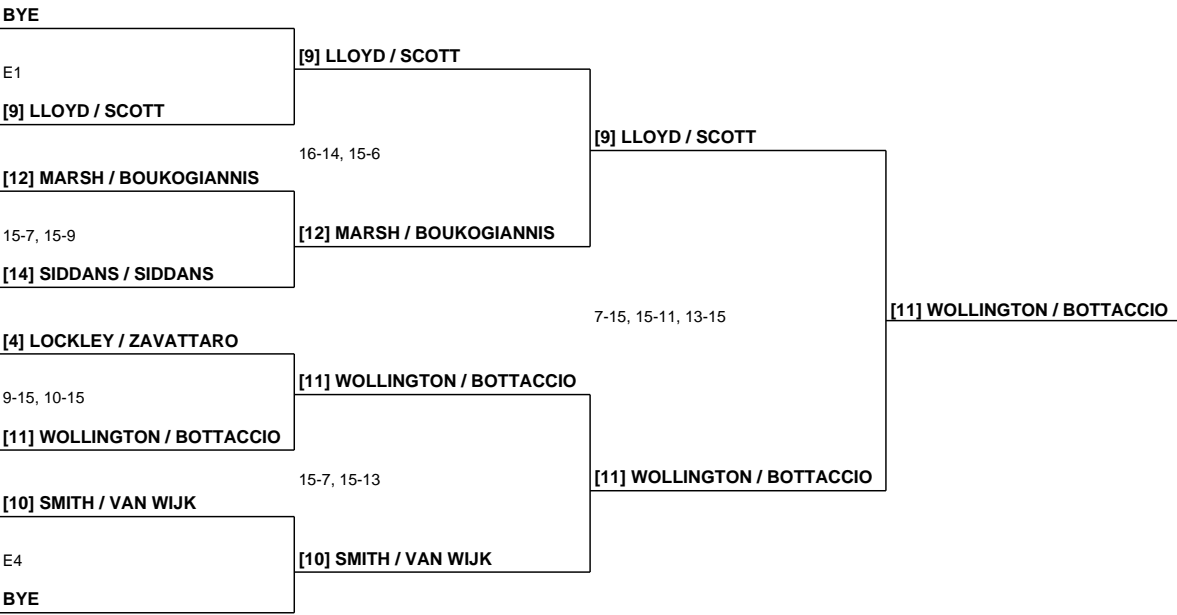 BYE
E1
[9] LLOYD / SCOTT
[12] MARSH / BOUKOGIANNIS
15-7, 15-9
[14] SIDDANS / SIDDANS
[4] LOCKLEY / ZAVATTARO
9-15, 10-15
[11] WOLLINGTON / BOTTACCIO
[10] SMITH / VAN WIJK
E4
BYE
[9] LLOYD / SCOTT
16-14, 15-6
[12] MARSH / BOUKOGIANNIS
[11] WOLLINGTON / BOTTACCIO
15-7, 15-13
[10] SMITH / VAN WIJK
[9] LLOYD / SCOTT
7-15, 15-11, 13-15
[11] WOLLINGTON / BOTTACCIO
[11] WOLLINGTON / BOTTACCIO